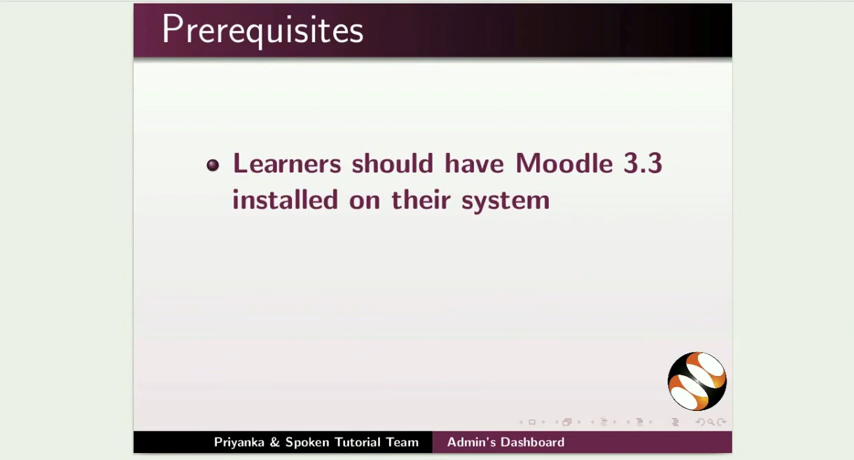 Prerequisites
Learners should have Moodle 3.3
installed on their system
Priyanka & Spoken Tutorial Team Admin's Dashboard